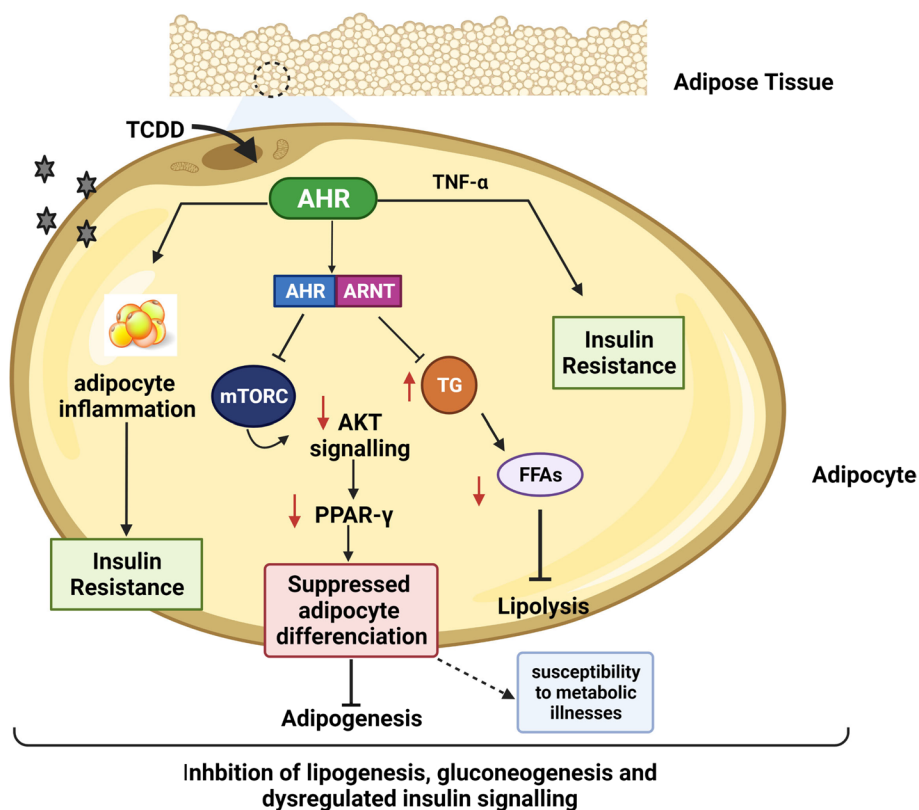 Adipose Tissue
TCDD
TNF-α
AHR
AHR ARNT
Insulin
Resistance
mTORC
TG
adipocyte
inflammation
AKT
signalling
FFAs
Adipocyte
PPAR-γ
Insulin
Resistance
Suppressed
adipocyte
differenciation
Lipolysis
susceptibility
to metabolic
illnesses
Adipogenesis
Inhbition of lipogenesis, gluconeogenesis and
dysregulated insulin signalling